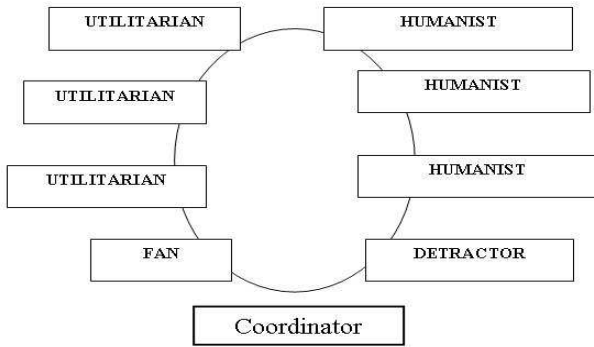 UTILITARIAN
HUMANIST
UTILITARIAN
HUMANIST
UTILITARIAN
HUMANIST
FAN
DETRACTOR
Coordinator